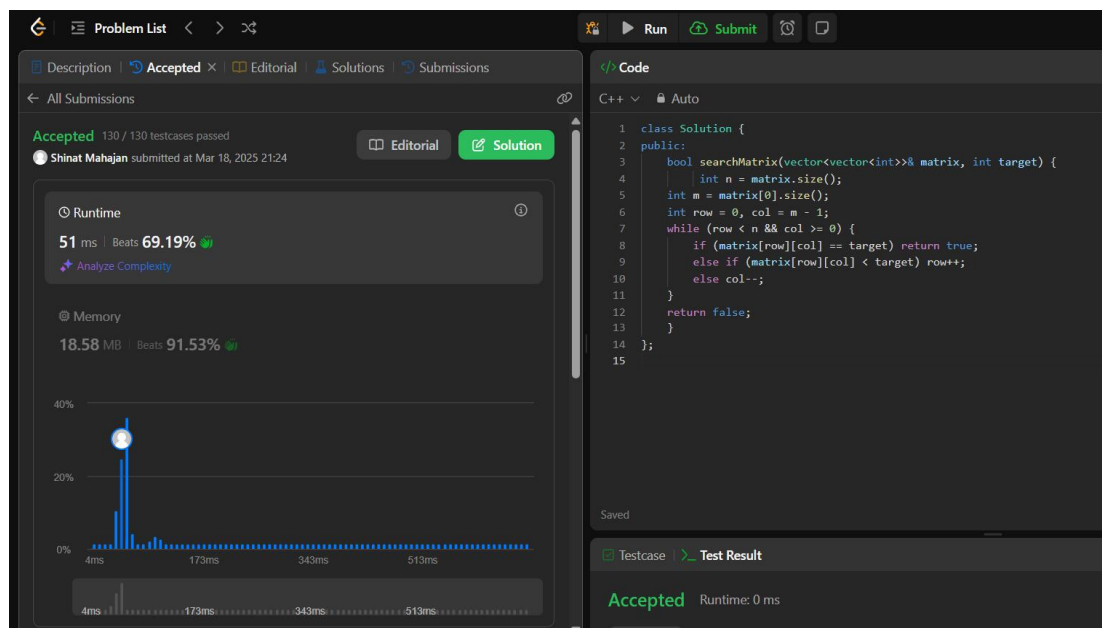 Problem List
Run
Submit
Description
Accepted
Editorial
Solutions
Submissions
All Submissions
Accepted 130 / 130 testcases passed
Shinat Mahajan submitted at Mar 18, 2025 21:24
Editorial
Solution
Runtime
51 ms Beats 69.19%
Analyze Complexity
Memory
18.58 MB Beats 91.53%
40%
20%
0%
4ms 173ms 343ms 513ms
4ms 173ms 343ms 513ms
</> Code
C++ Auto
1 class Solution {
2 public:
3 bool searchMatrix(vector<vector<int>>& matrix, int target) {
4 int n = matrix.size();
5 int m = matrix[0].size();
6 int row = 0, col = m - 1;
7 while (row < n && col >= 0) {
8 if (matrix[row][col] == target) return true;
9 else if (matrix[row][col] < target) row++;
10 else col--;
11 }
12 return false;
13 }
14 };
15
Saved
Testcase
>_ Test Result
Accepted Runtime: 0 ms